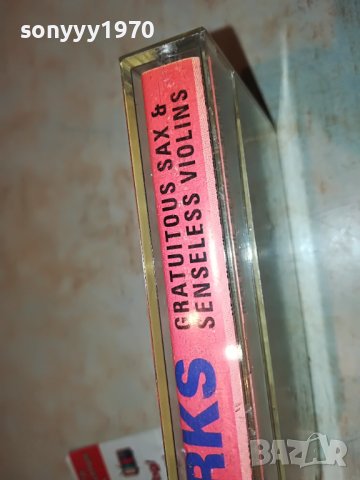 sonyyy1970
GRATUITOUS SAX &
SENSELESS VIOLINS
RKS
BAZAR